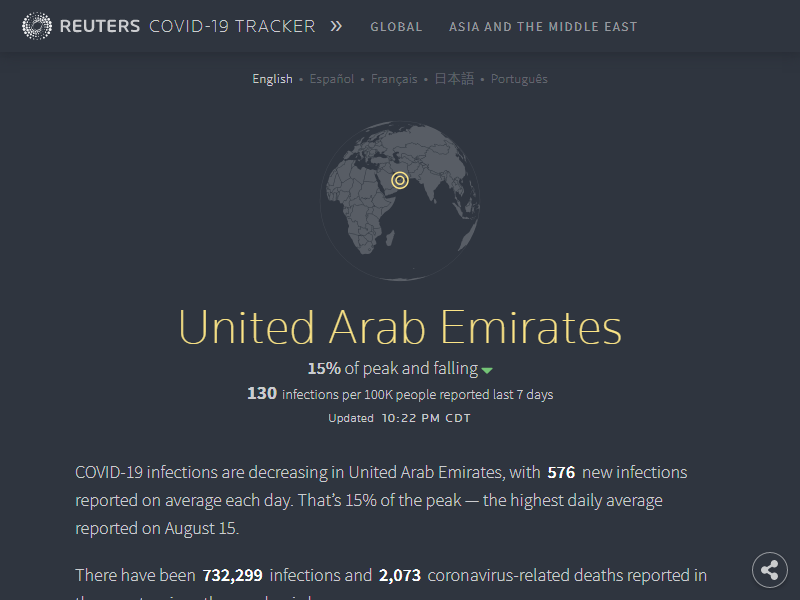 REUTERS COVID-19 TRACKER » GLOBAL ASIA AND THE MIDDLE EAST
English • Español • Français • 日本語 • Português
United Arab Emirates
15% of peak and falling
130 infections per 100K people reported last 7 days
Updated 10:22 PM CDT
COVID-19 infections are decreasing in United Arab Emirates, with 576 new infections
reported on average each day. That’s 15% of the peak — the highest daily average
reported on August 15.
There have been 732,299 infections and 2,073 coronavirus-related deaths reported in